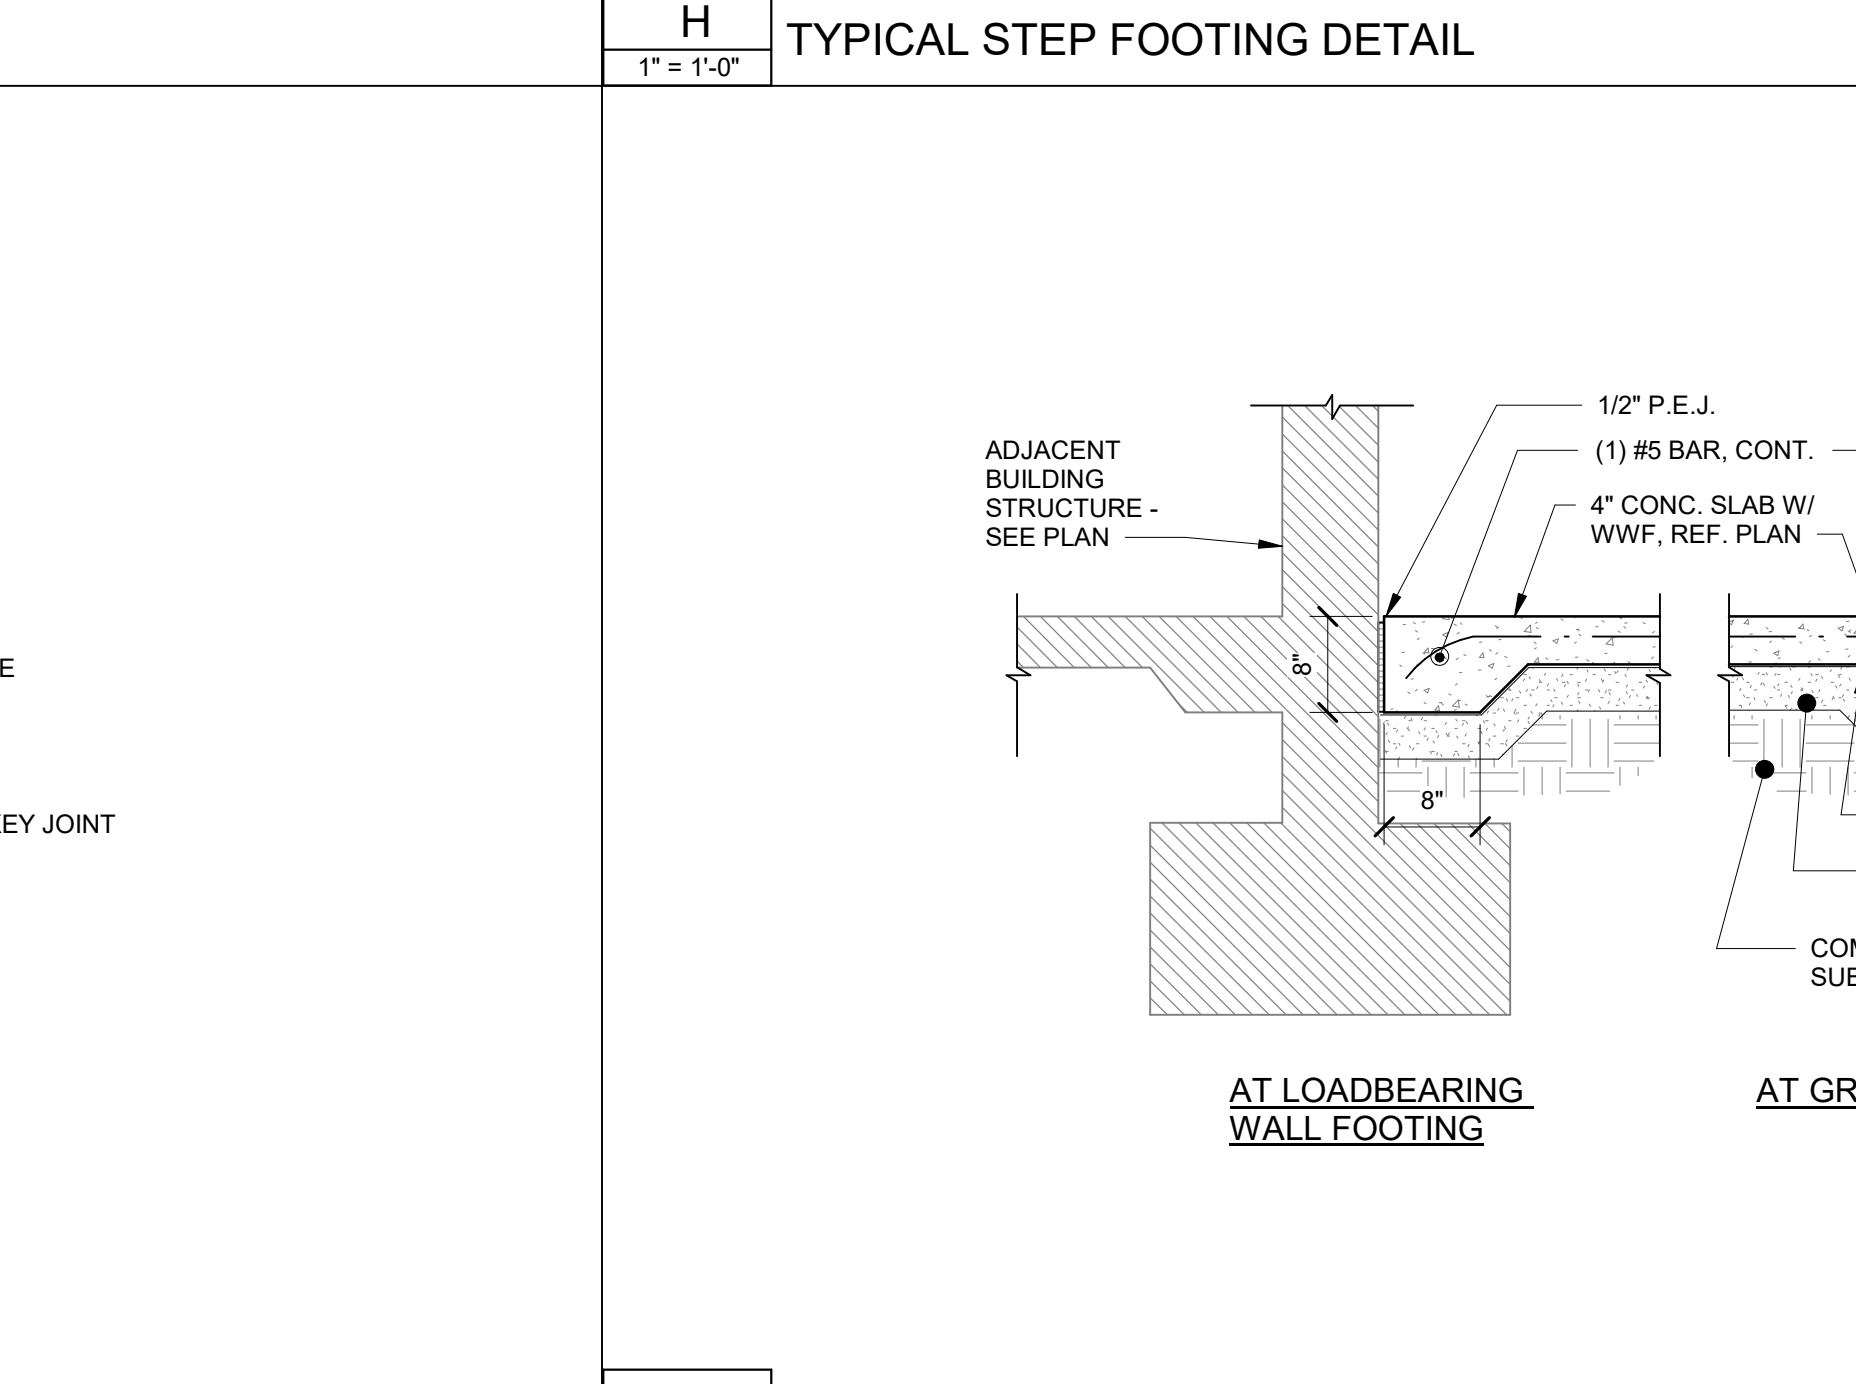 H
1" = 1'-0"
TYPICAL STEP FOOTING DETAIL
1/2" P.E.J.
(1) #5 BAR, CONT.
4" CONC. SLAB W/
WWF, REF. PLAN
ADJACENT
BUILDING
STRUCTURE -
SEE PLAN
8"
8"
JOINT
AT LOADBEARING
WALL FOOTING
AT